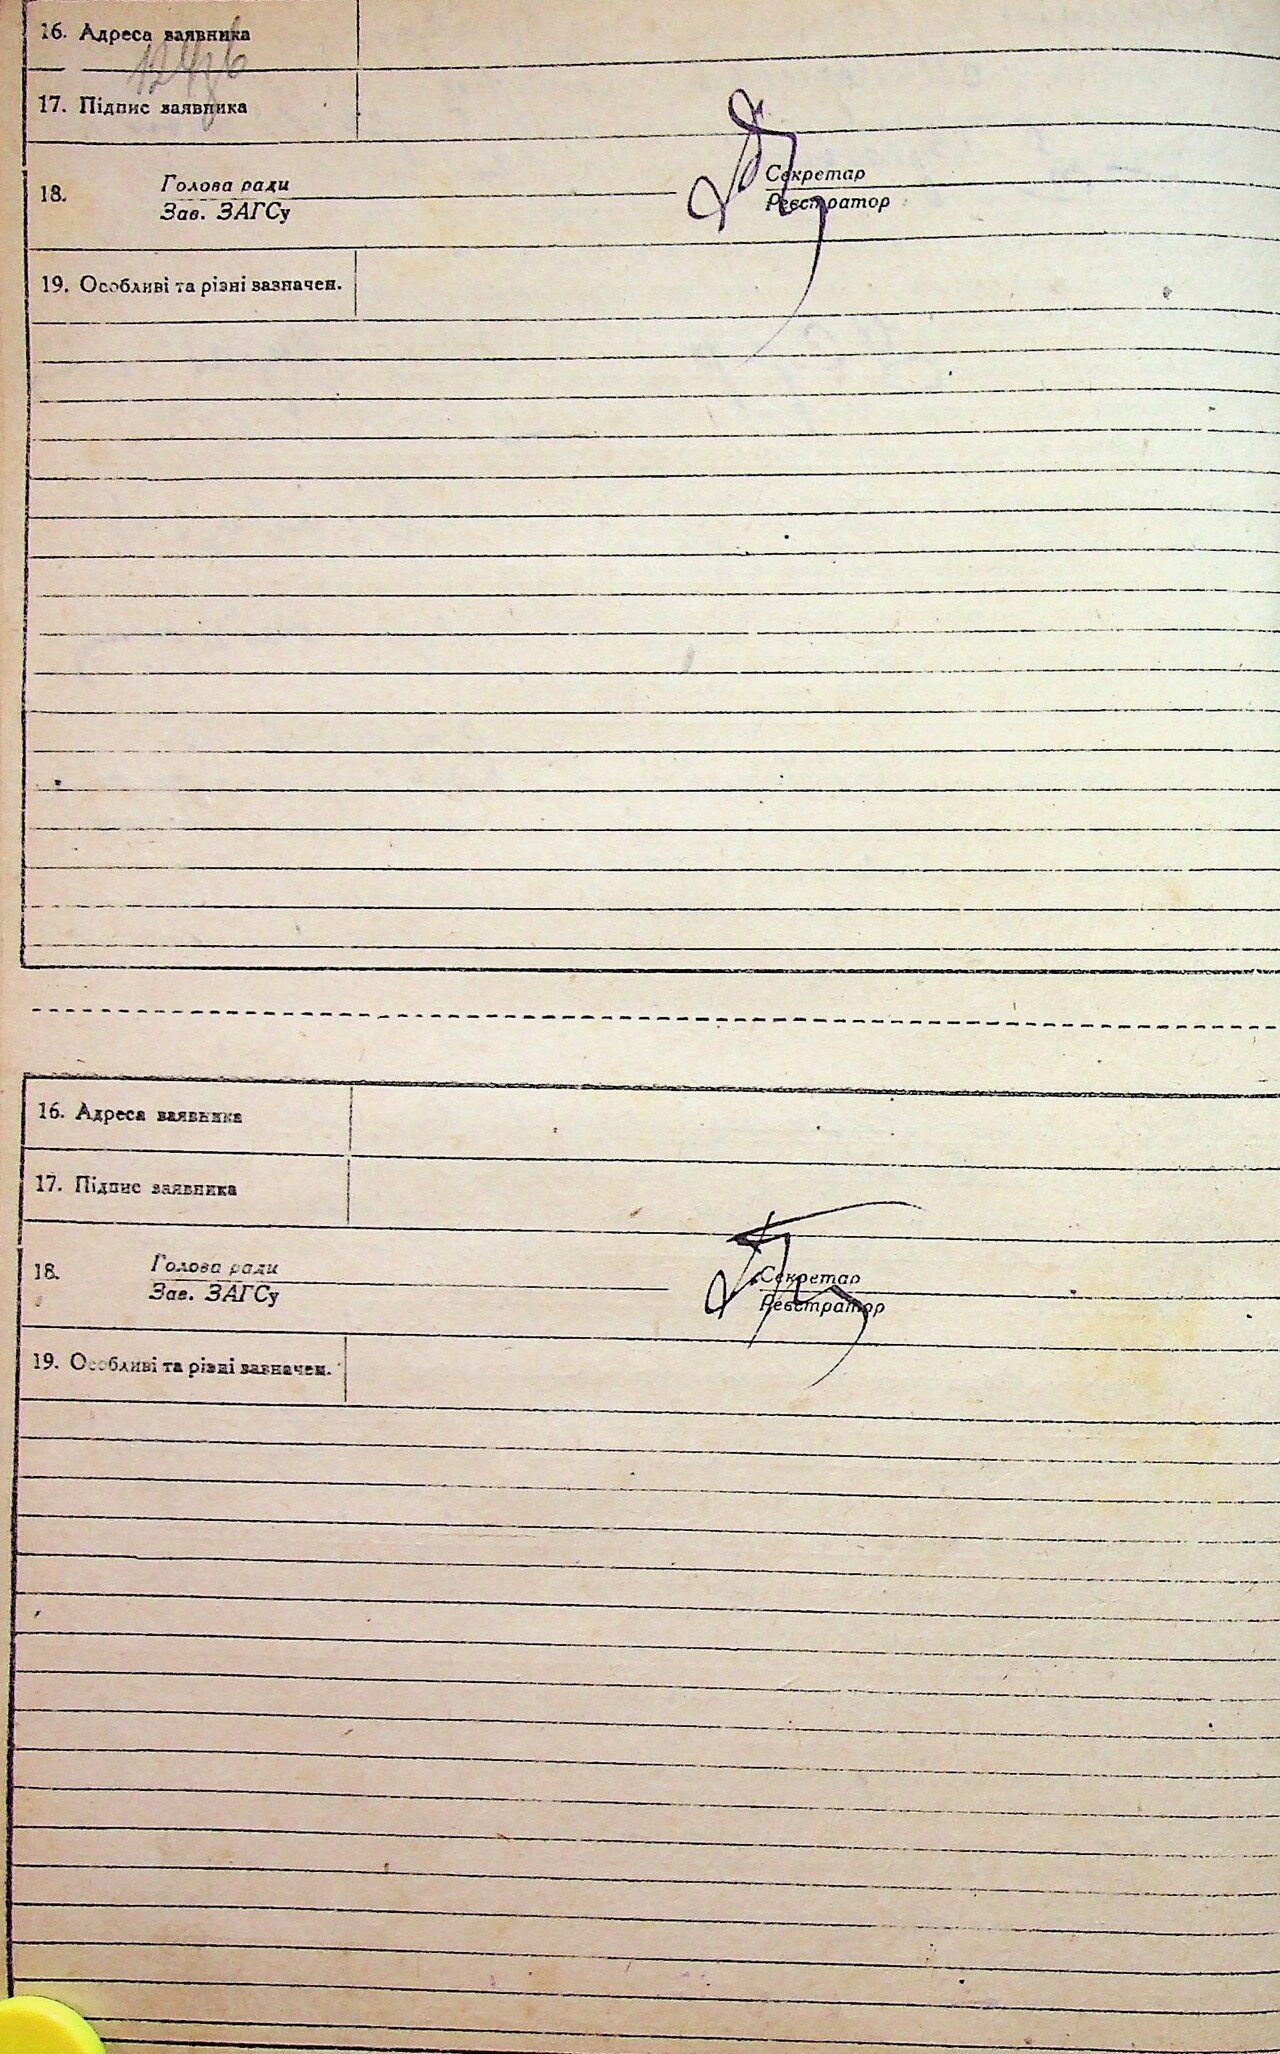 16. Адреса заявника
17. Підпис заявника
18. Голова ради Секретар
Зав. ЗАГСу Реєстратор
19. Особливі та різні зазначен.
16. Адреса заявника
17. Підпис заявника
18. Голова ради Секретар
Зав. ЗАГСу Реєстратор
19. Особливі та різні зазначен.